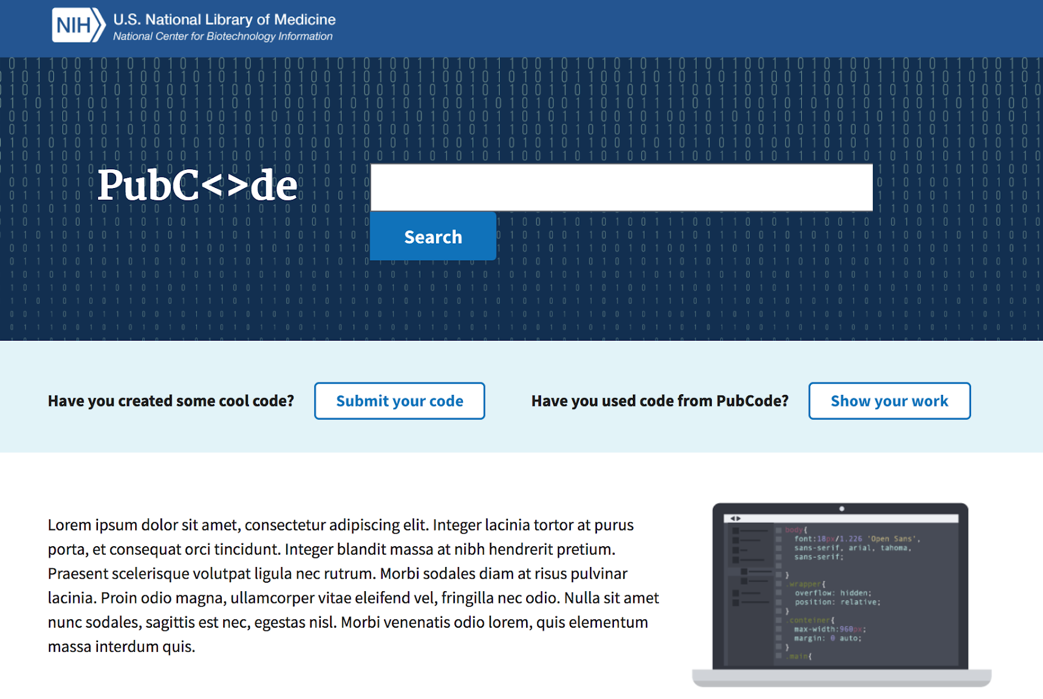 NIH
U.S. National Library of Medicine
National Center for Biotechnology Information
PubC<>de
Search
Have you created some cool code?
Submit your code
Have you used code from PubCode?
Show your work
Lorem ipsum dolor sit amet, consectetur adipiscing elit. Integer lacinia tortor at purus
porta, et consequat orci tincidunt. Integer blandit massa at nibh hendrerit pretium.
Praesent scelerisque volutpat ligula nec rutrum. Morbi sodales diam at risus pulvinar
lacinia. Proin odio magna, ullamcorper vitae eleifend vel, fringilla nec odio. Nulla sit amet
nunc sodales, sagittis est nec, egestas nisl. Morbi venenatis odio lorem, quis elementum
massa interdum quis.
body{
font:18px/1.226 'Open Sans',
sans-serif, arial, tahoma,
sans-serif;
}
.wrapper{
overflow: hidden;
position: relative;
}
.conteiner{
max-width:960px;
margin: 0 auto;
}
.main{